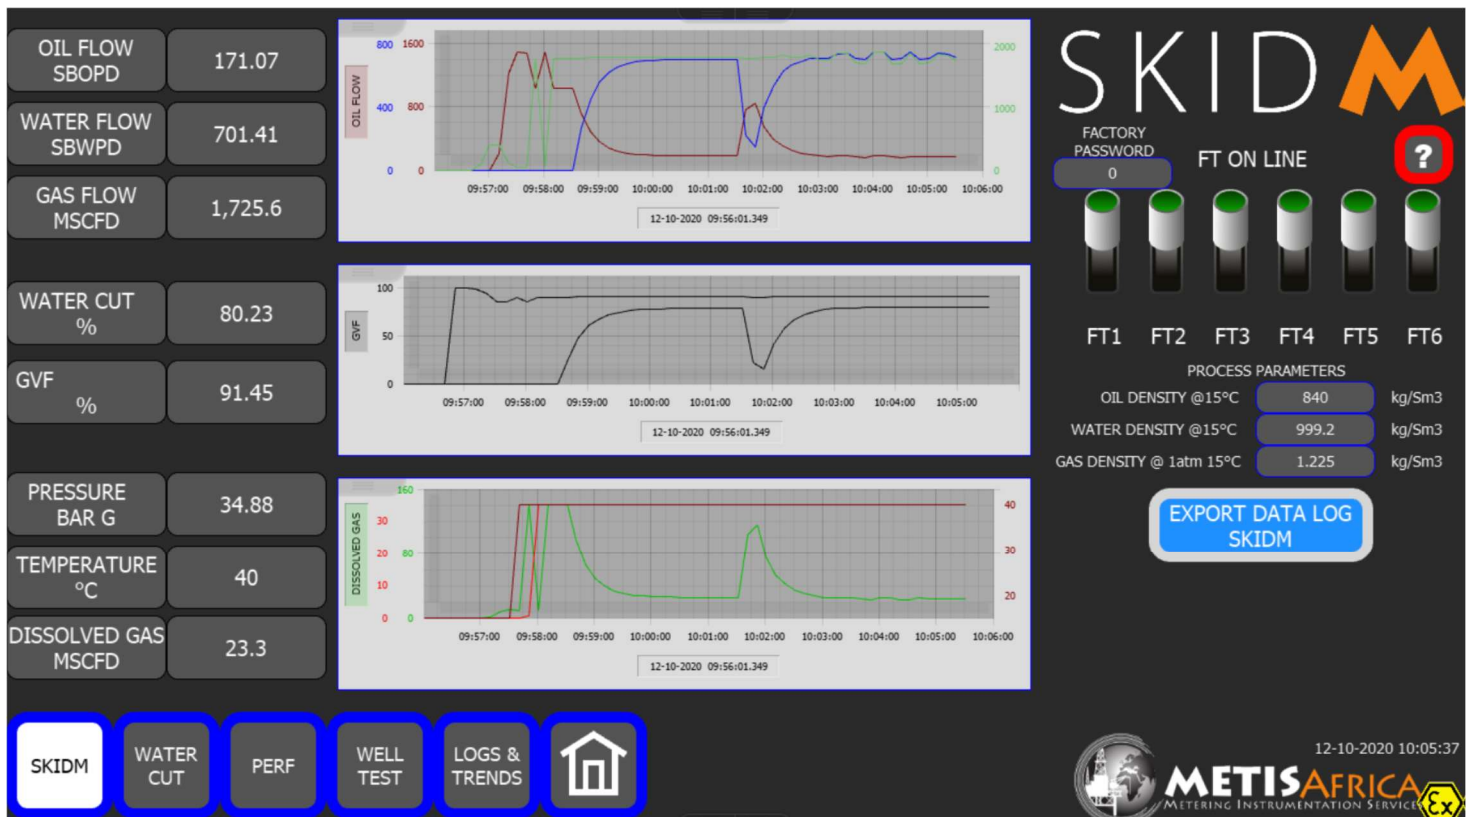 OIL FLOW
SBOPD
171.07
WATER FLOW
SBWPD
701.41
GAS FLOW
MSCFD
1,725.6
WATER CUT
%
80.23
GVF
%
91.45
PRESSURE
BAR G
34.88
TEMPERATURE
°C
40
DISSOLVED GAS
MSCFD
23.3
OIL FLOW
800 1600
400 800
0 0
2000
1000
0
09:57:00 09:58:00 09:59:00 10:00:00 10:01:00 10:02:00 10:03:00 10:04:00 10:05:00 10:06:00
12-10-2020 09:56:01.349
GVF
100
50
0
09:57:00 09:58:00 09:59:00 10:00:00 10:01:00 10:02:00 10:03:00 10:04:00 10:05:00
12-10-2020 09:56:01.349
DISSOLVED GAS
160
30
20 80
10
0 0
40
30
20
09:57:00 09:58:00 09:59:00 10:00:00 10:01:00 10:02:00 10:03:00 10:04:00 10:05:00 10:06:00
12-10-2020 09:56:01.349
SKIDM
FACTORY
PASSWORD
0
FT ON LINE
?
FT1 FT2 FT3 FT4 FT5 FT6
PROCESS PARAMETERS
OIL DENSITY @15°C 840 kg/Sm3
WATER DENSITY @15°C 999.2 kg/Sm3
GAS DENSITY @ 1atm 15°C 1.225 kg/Sm3
EXPORT DATA LOG
SKIDM
SKIDM
WATER
CUT
PERF
WELL
TEST
LOGS &
TRENDS
12-10-2020 10:05:37
METISAFRICA
METERING INSTRUMENTATION SERVICE
Ex